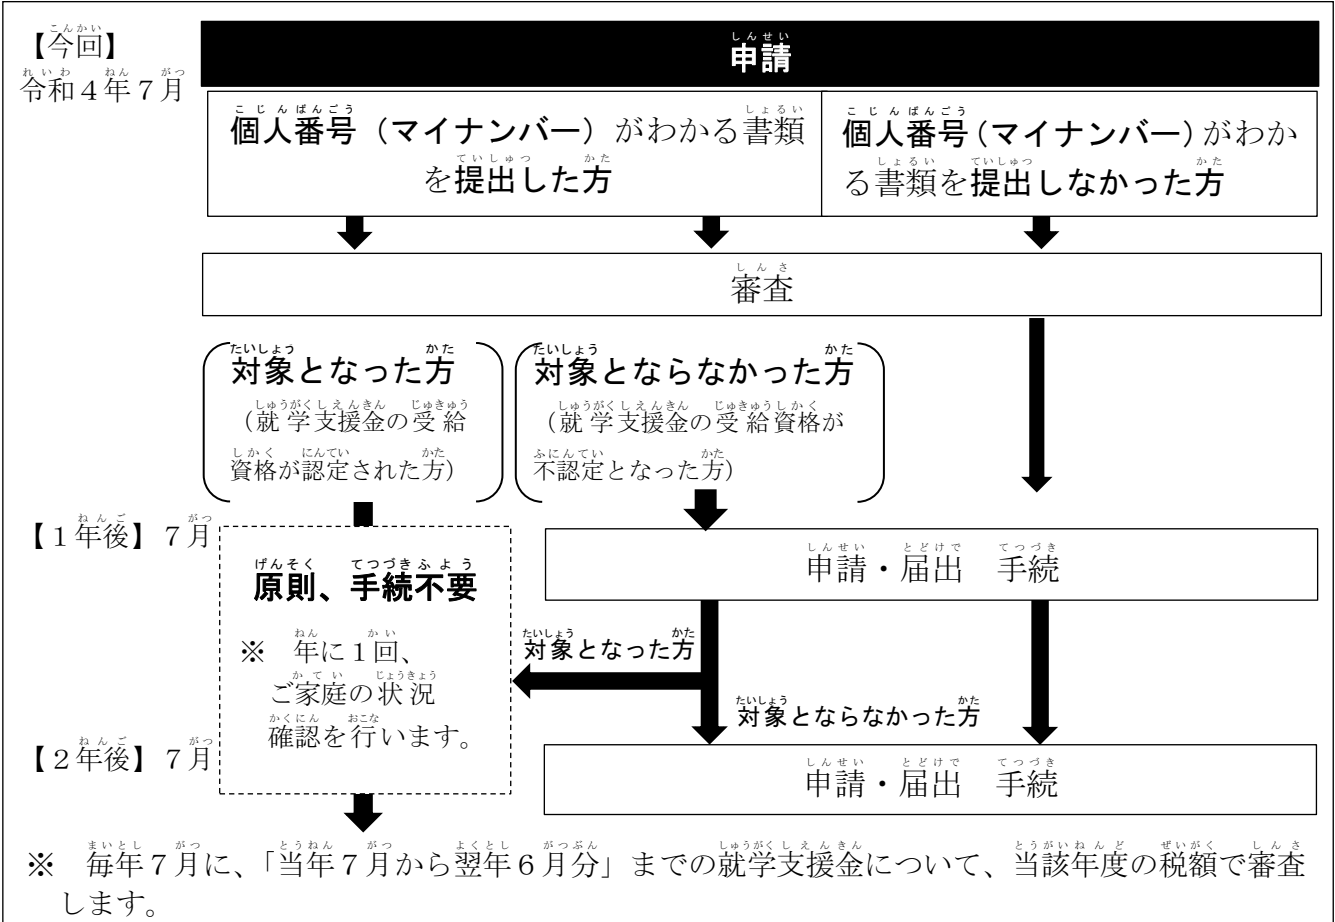 【今回】
令和４年７月
申請
個人番号（マイナンバー）がわかる書類
を提出した方
個人番号（マイナンバー）がわか
る書類を提出しなかった方
審査
対象となった方
（就学支援金の受給
資格が認定された方）
対象とならなかった方
（就学支援金の受給資格が
不認定となった方）
【１年後】７月
原則、手続不要
※　年に１回、
ご家庭の状況
確認を行います。
申請・届出　手続
対象となった方
対象とならなかった方
【２年後】７月
申請・届出　手続
※　毎年７月に、「当年７月から翌年６月分」までの就学支援金について、当該年度の税額で審査
します。